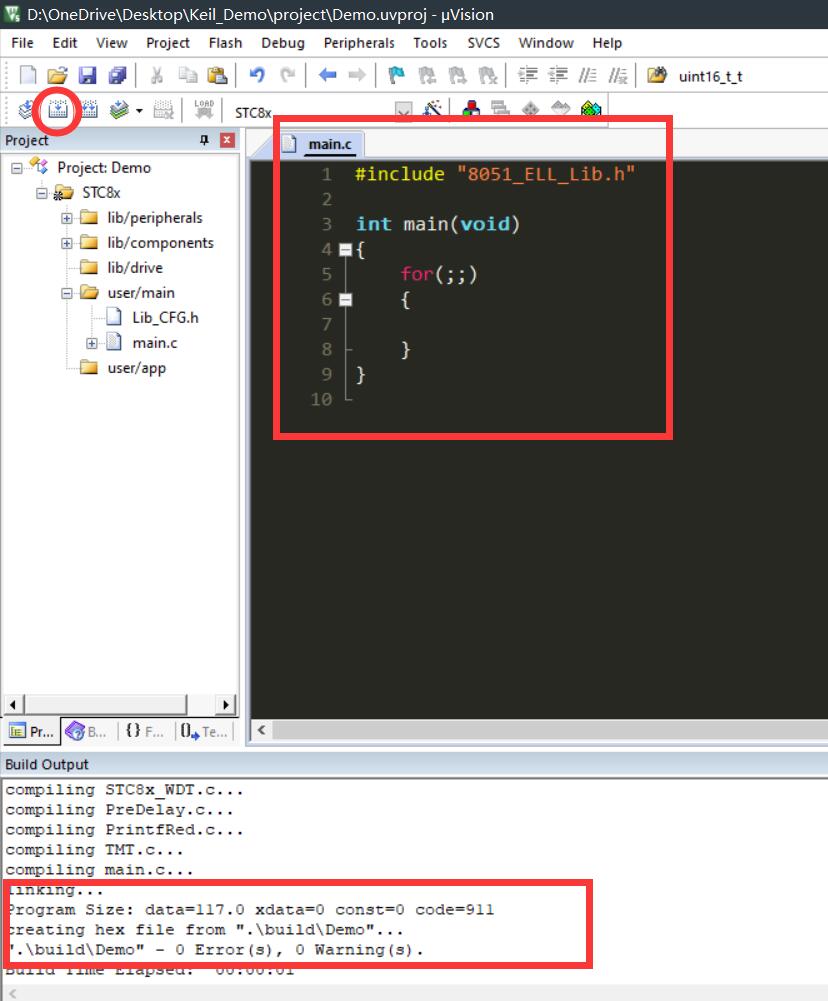 D:\OneDrive\Desktop\Keil_Demo\project\Demo.uvproj - µVision
File Edit View Project Flash Debug Peripherals Tools SVCS Window Help
uint16_t_t
LOAD STC8x
Project
main.c
Project: Demo
STC8x
lib/peripherals
lib/components
lib/drive
user/main
Lib_CFG.h
main.c
user/app
1 #include "8051_ELL_Lib.h"
2
3 int main(void)
4 {
5 for(;;)
6 {
7
8 }
9 }
10
Pr... B... {} F... Te...
Build Output
compiling STC8x_WDT.c...
compiling PreDelay.c...
compiling PrintfRed.c...
compiling TMT.c...
compiling main.c...
linking...
Program Size: data=117.0 xdata=0 const=0 code=911
creating hex file from ".\build\Demo"...
".\build\Demo" - 0 Error(s), 0 Warning(s).
Build Time Elapsed: 00:00:01